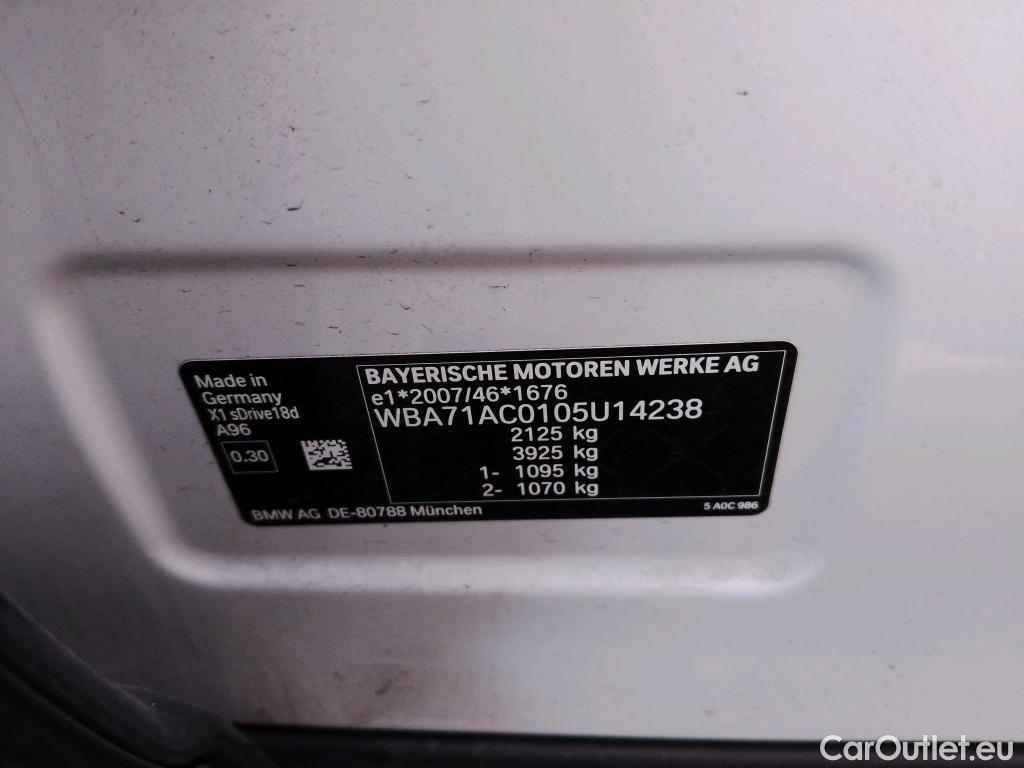 Made in
Germany
X1 sDrive18d
A96
0.30
BAYERISCHE MOTOREN WERKE AG
e1*2007/46*1676
WBA71AC0105U14238
2125 kg
3925 kg
1- 1095 kg
2- 1070 kg
BMW AG DE-80788 München
5 A0C 986
CarOutlet.eu